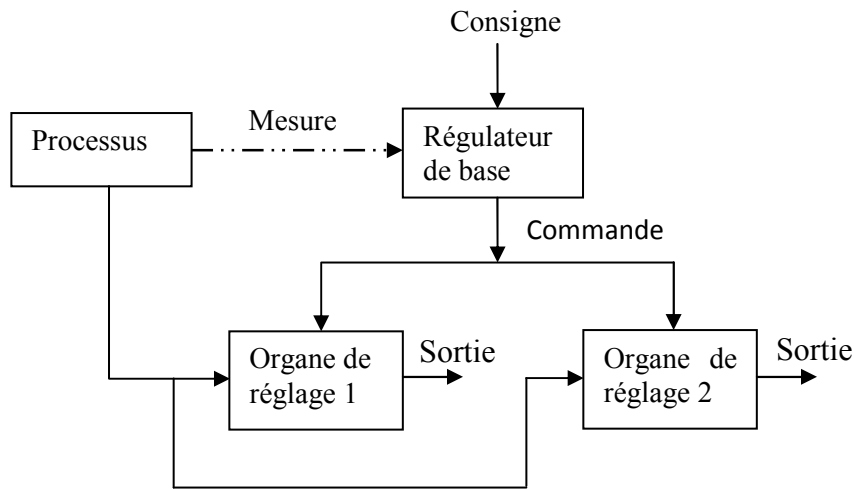 Consigne
Processus
Mesure
Régulateur
de base
Commande
Organe de
réglage 1
Sortie
Organe de
réglage 2
Sortie